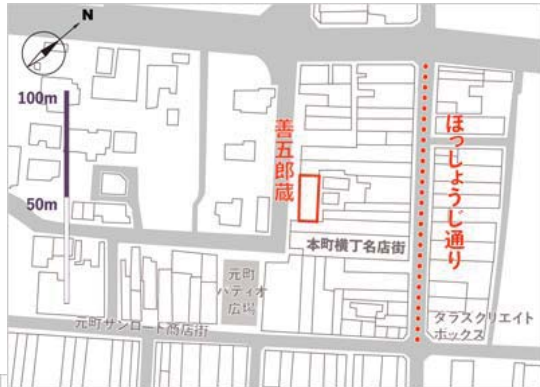 N
100m
50m
善五郎蔵
ほっしょうじ通り
本町横丁名店街
元町
パティオ
広場
元町サンロード商店街
タラスクリエイト
ボックス